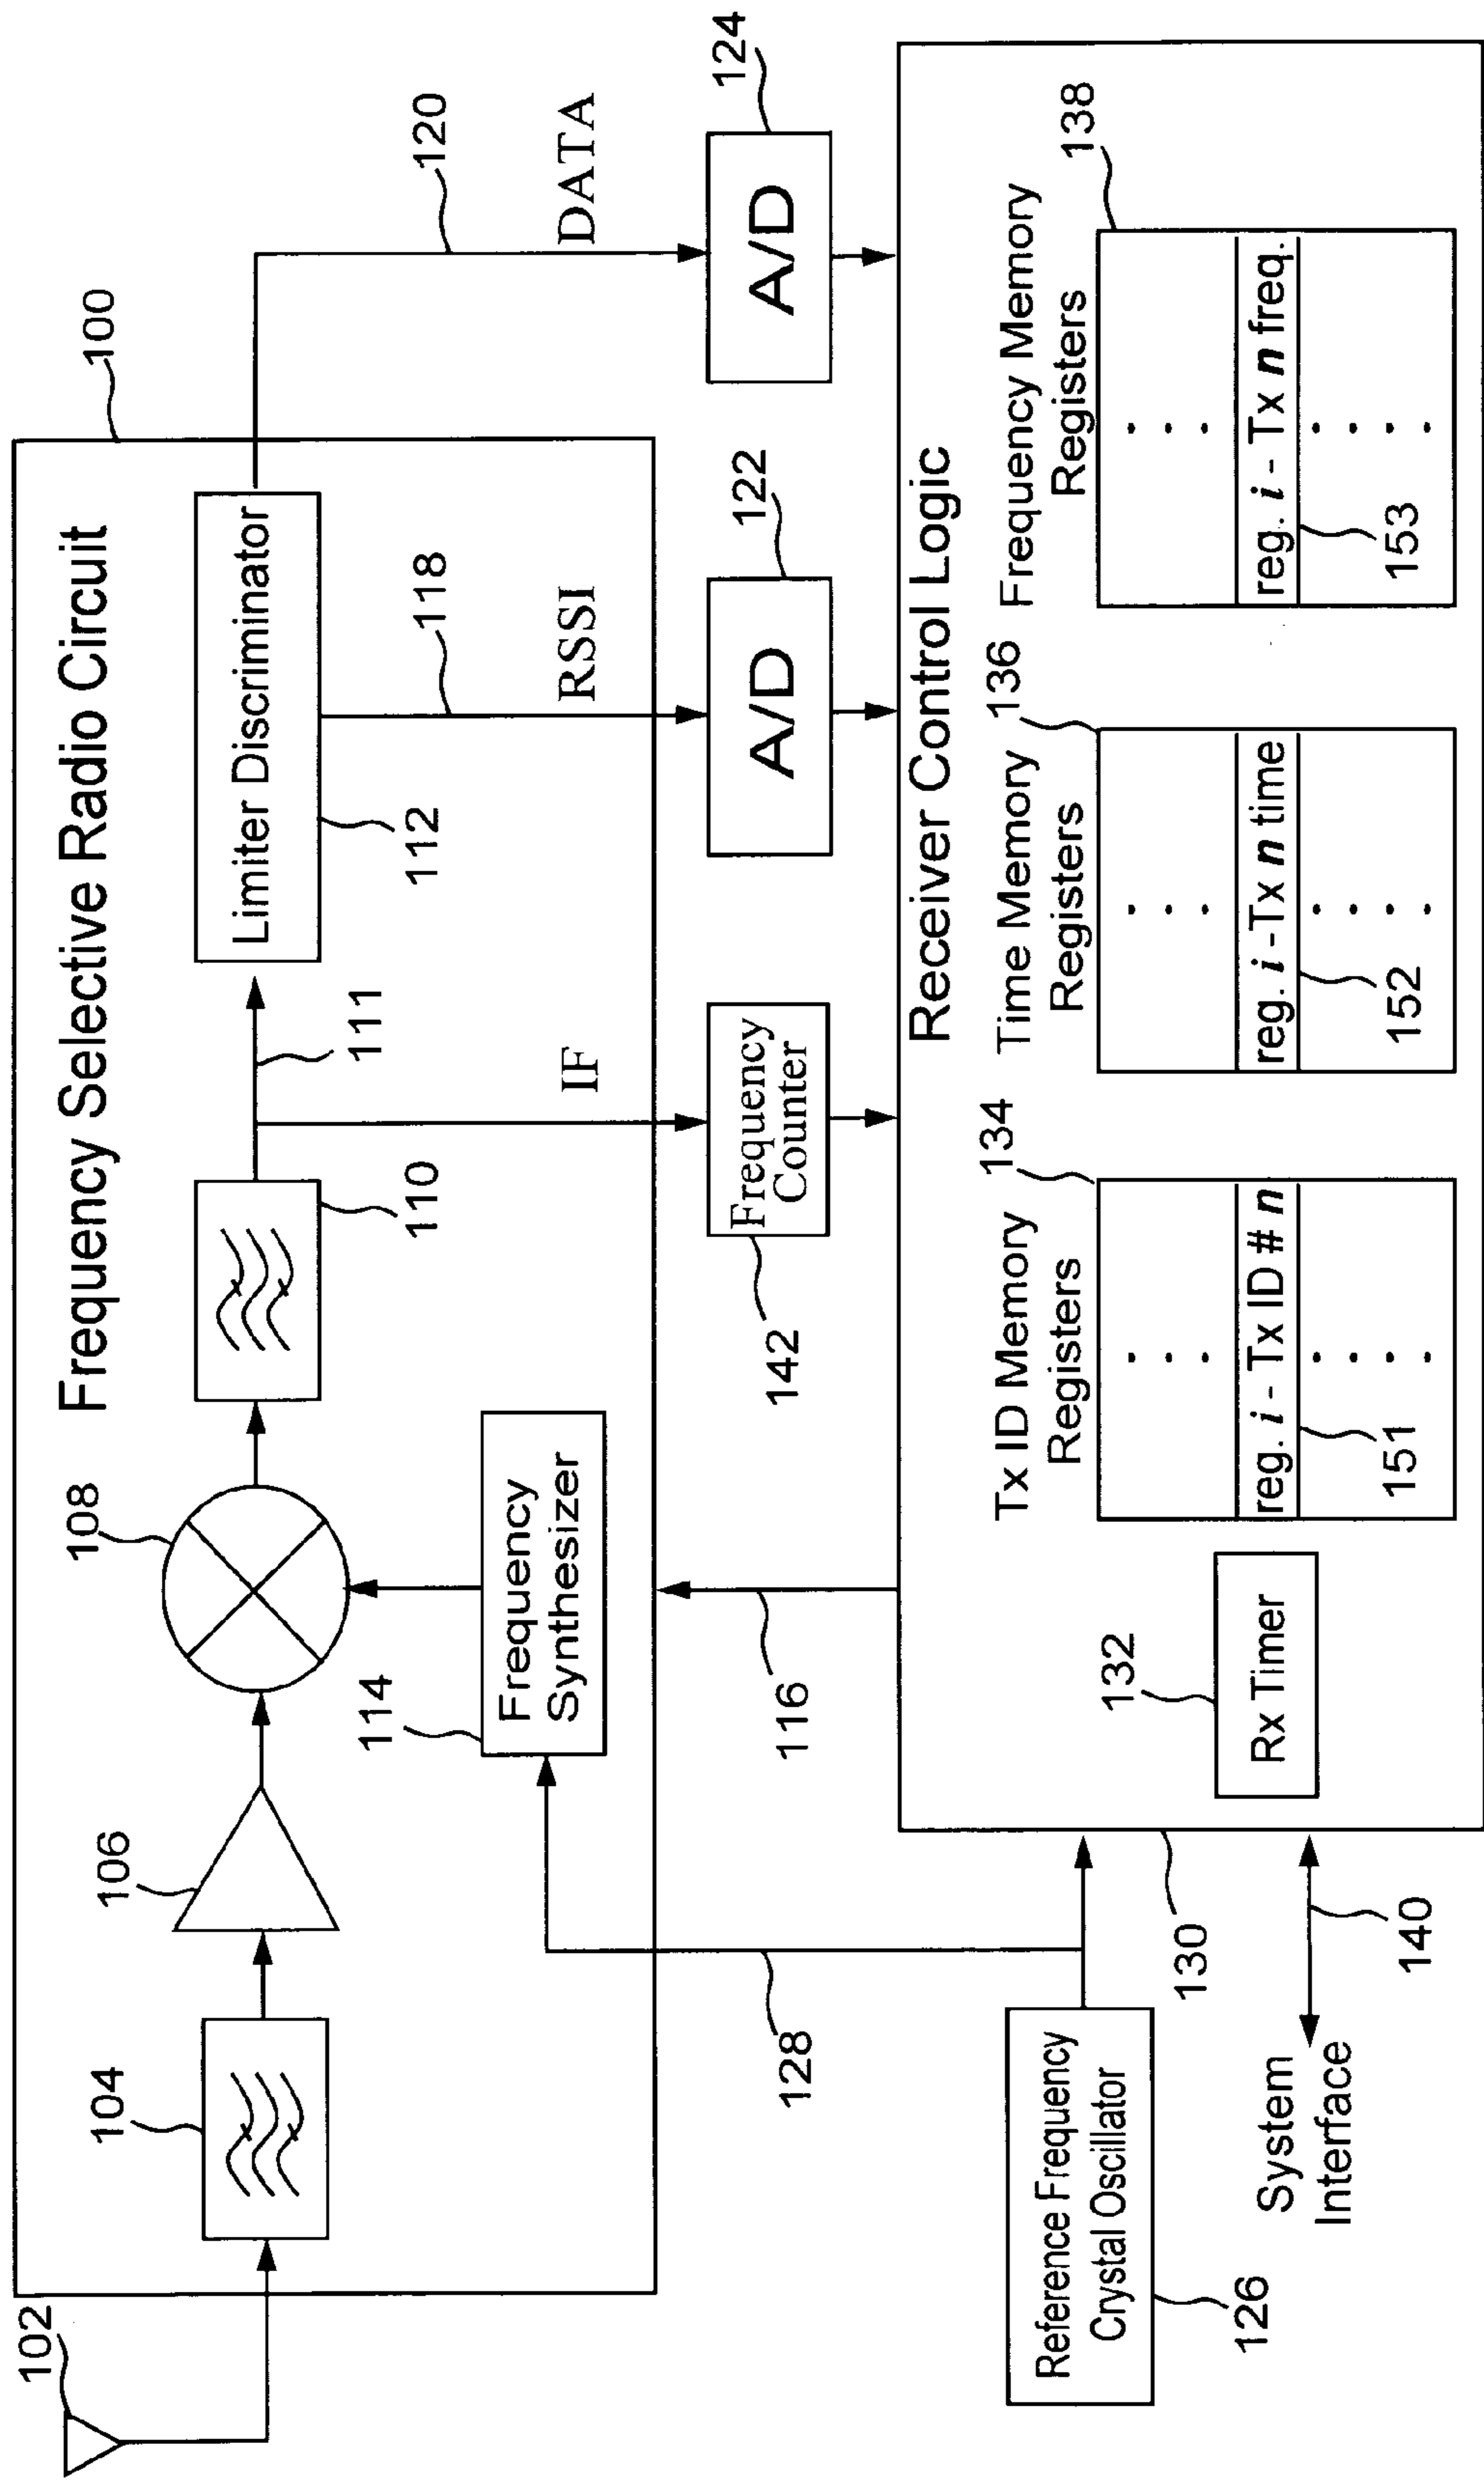 Frequency Selective Radio Circuit
100
102
104
106
108
110
111
Limiter Discriminator
112
114
Frequency
Synthesizer
IF
118
RSSI
120
DATA
116
128
142
Frequency
Counter
A/D
122
A/D
124
Reference Frequency
Crystal Oscillator
126
130
System
Interface
140
Receiver Control Logic
132
Rx Timer
Tx ID Memory
Registers
134
reg. i - Tx ID # n
151
Time Memory
Registers
136
reg. i -Tx n time
152
Frequency Memory
Registers
138
reg. i - Tx n freq.
153